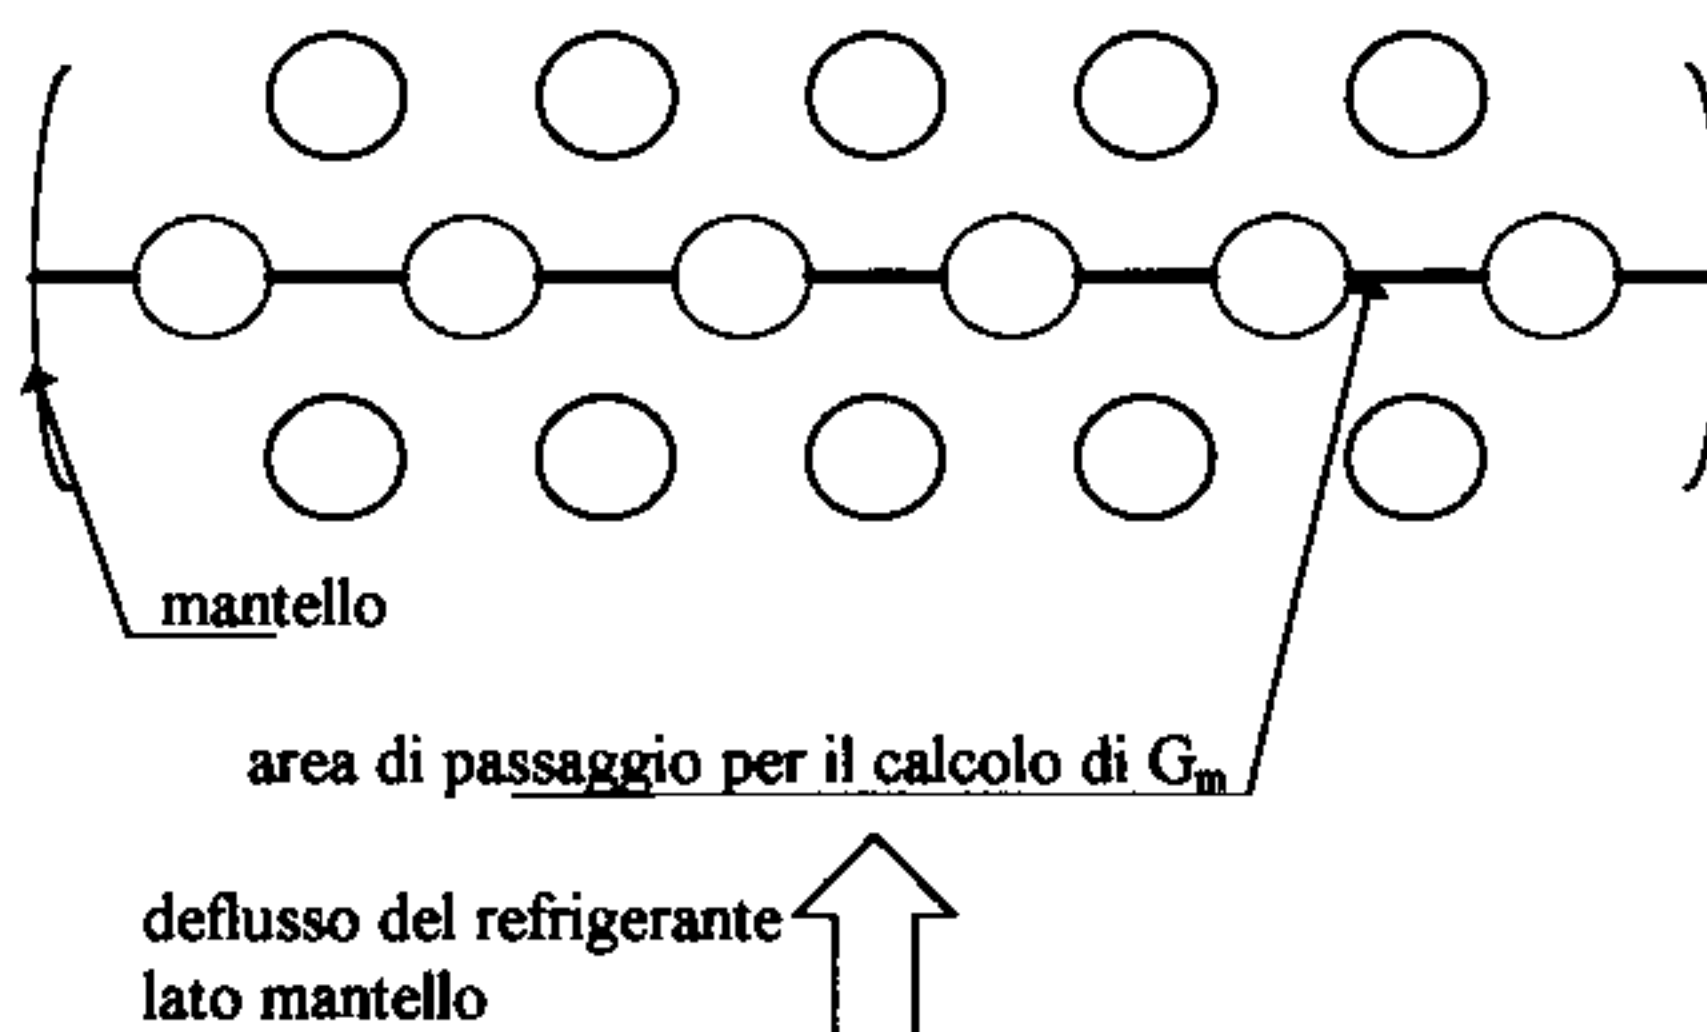 mantello
area di passaggio per il calcolo di Gm
deflusso del refrigerante
lato mantello